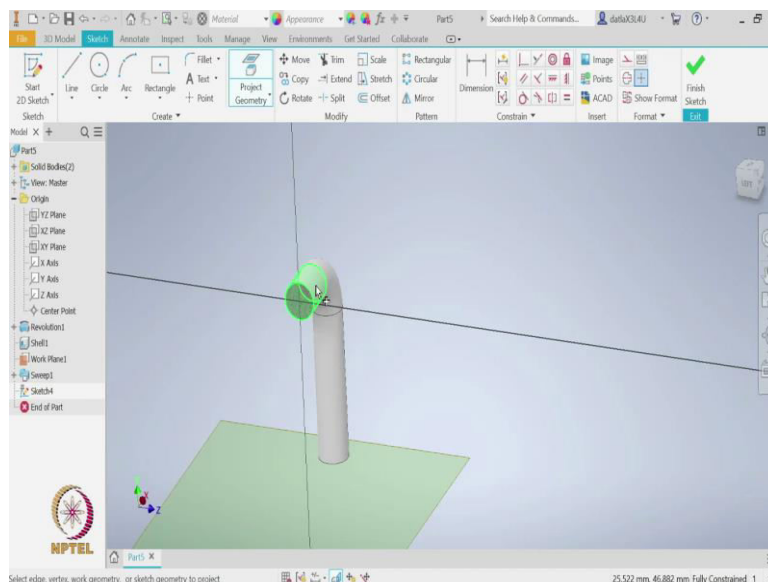 Material Appearance fx Part5 Search Help & Commands... datlaX3L4U
File 3D Model Sketch Annotate Inspect Tools Manage View Environments Get Started Collaborate
Start 2D Sketch Line Circle Arc Rectangle Fillet Text Point Project Geometry Move Trim Scale Copy Extend Stretch Rotate Split Offset Rectangular Circular Mirror Dimension Image Points ACAD Show Format Finish Sketch
Sketch Create Modify Pattern Constrain Insert Format Exit
Model X +
Part5
Solid Bodies(2)
View: Master
Origin
YZ Plane
XZ Plane
XY Plane
X Axis
Y Axis
Z Axis
Center Point
Revolution1
Shell1
Work Plane1
Sweep1
Sketch4
End of Part
Y
X
Z
NPTEL
Part5 X
Select edge, vertex, work geometry, or sketch geometry to project 25.522 mm, 46.882 mm Fully Constrained 1